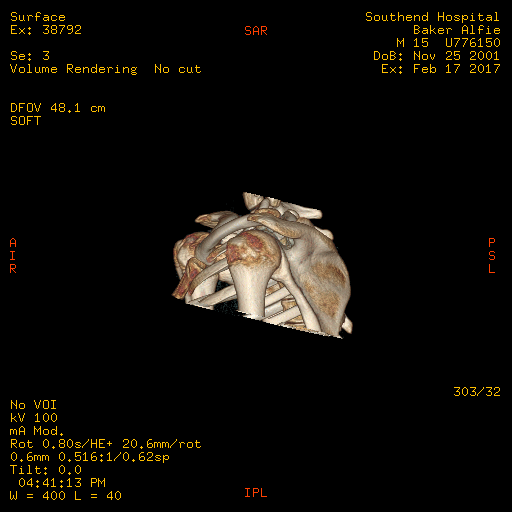 Surface
Ex: 38792
Se: 3
Volume Rendering No cut
DFOV 48.1 cm
SOFT
SAR
Southend Hospital
Baker Alfie
M 15 U776150
DoB: Nov 25 2001
Ex: Feb 17 2017
A
I
R
P
S
L
303/32
No VOI
kV 100
mA Mod.
Rot 0.80s/HE+ 20.6mm/rot
0.6mm 0.516:1/0.62sp
Tilt: 0.0
04:41:13 PM
W = 400 L = 40
IPL